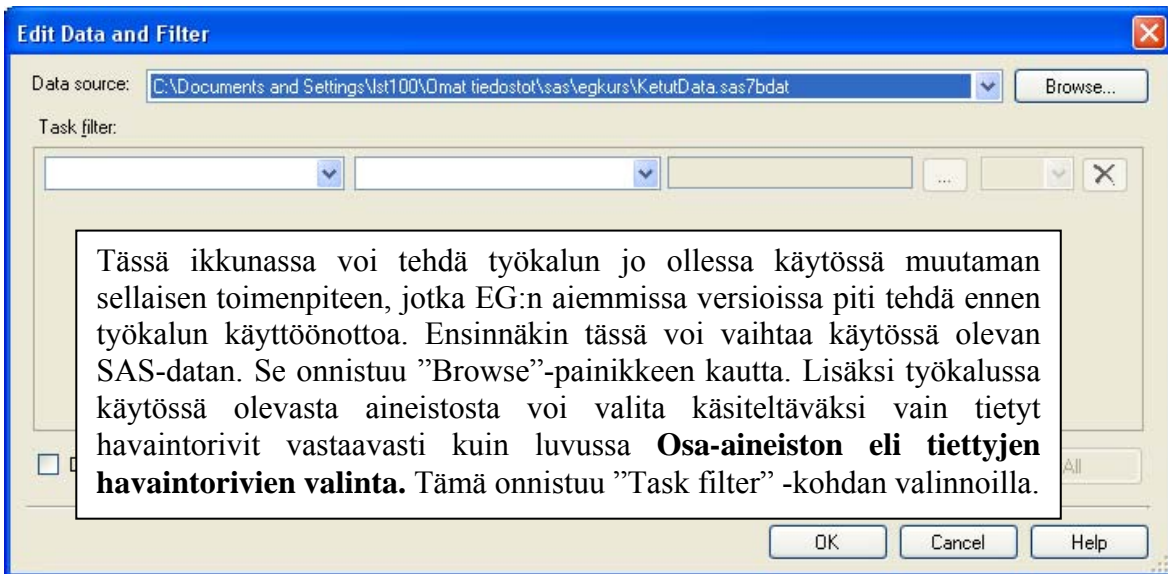 Edit Data and Filter
Data source: C:\Documents and Settings\lst100\Omat tiedostot\sas\egkurs\KetutData.sas7bdat Browse...
Task filter:
...
Tässä ikkunassa voi tehdä työkalun jo ollessa käytössä muutaman
sellaisen toimenpiteen, jotka EG:n aiemmissa versioissa piti tehdä ennen
työkalun käyttöönottoa. Ensinnäkin tässä voi vaihtaa käytössä olevan
SAS-datan. Se onnistuu ”Browse”-painikkeen kautta. Lisäksi työkalussa
käytössä olevasta aineistosta voi valita käsiteltäväksi vain tietyt
havaintorivit vastaavasti kuin luvussa Osa-aineiston eli tiettyjen
havaintorivien valinta. Tämä onnistuu ”Task filter” -kohdan valinnoilla.
All
OK Cancel Help